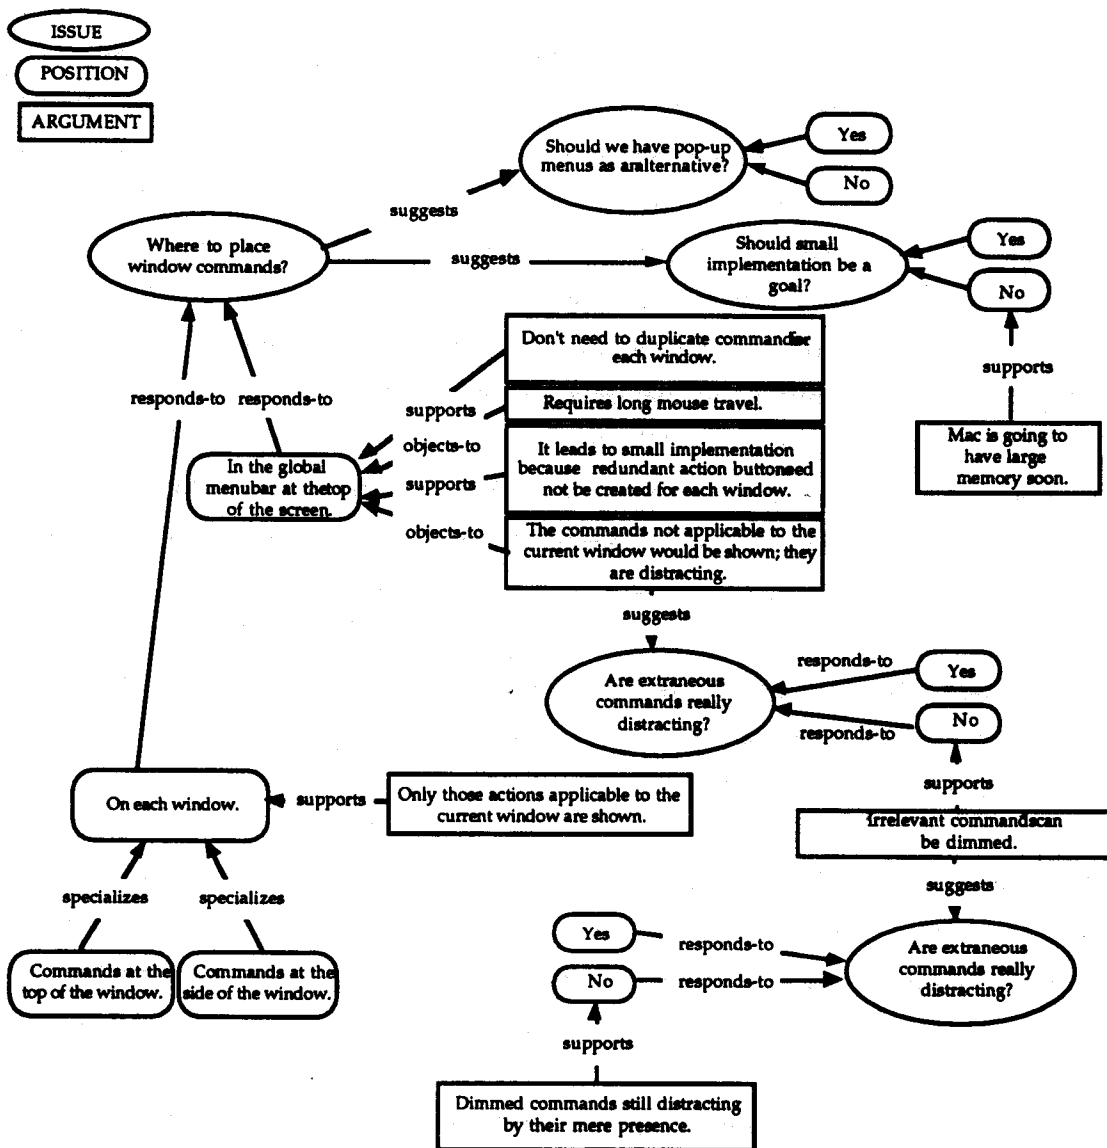 ISSUE
POSITION
ARGUMENT
Should we have pop-up
menus as analternative?
Yes
No
suggests
Where to place
window commands?
suggests
Should small
implementation be a
goal?
Yes
No
supports
Mac is going to
have large
memory soon.
responds-to
responds-to
Don't need to duplicate
each window.
supports
Requires long mouse travel.
objects-to
It leads to small implementation
because redundant action
not be created for each window.
supports
In the global
menubar at thetop
of the screen.
objects-to
The commands not applicable to the
current window would be shown; they
are distracting.
suggests
Are extraneous
commands really
distracting?
responds-to
Yes
responds-to
No
supports
Irrelevant commandscan
be dimmed.
suggests
On each window.
supports
Only those actions applicable to the
current window are shown.
specializes
specializes
Commands at the
top of the window.
Commands at the
side of the window.
Yes
responds-to
No
responds-to
Are extraneous
commands really
distracting?
supports
Dimmed commands still distracting
by their mere presence.